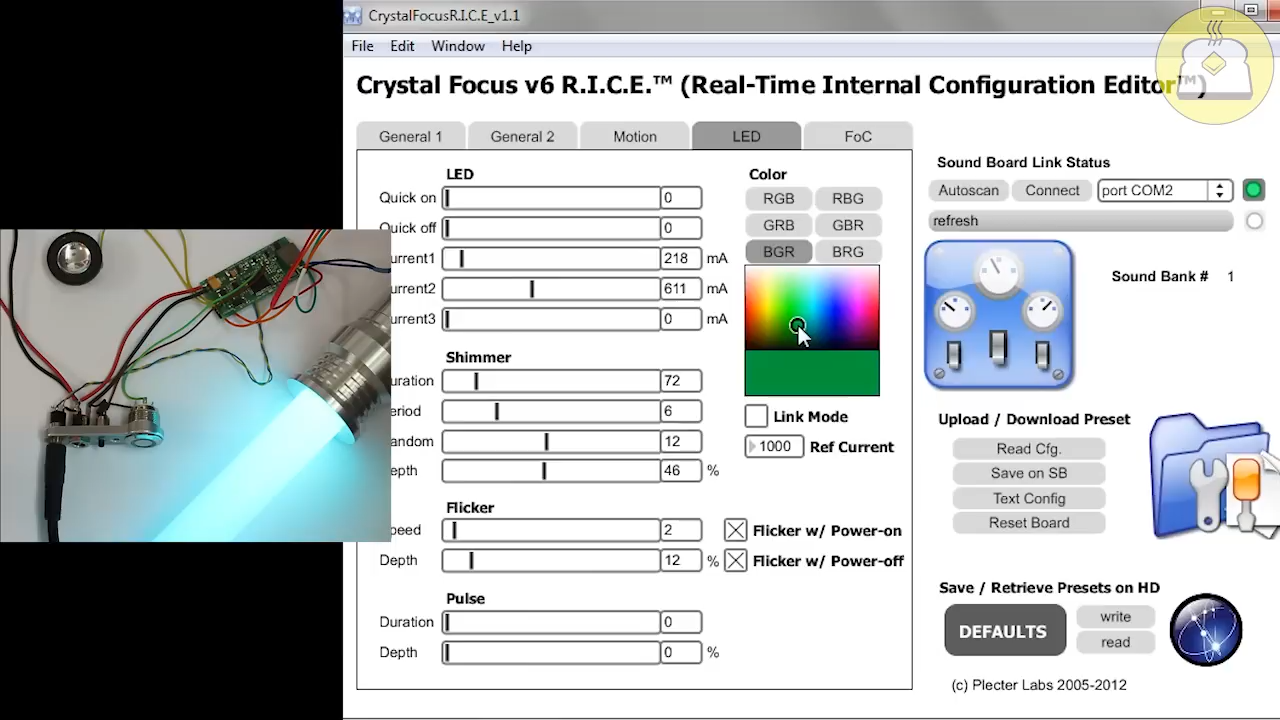 CrystalFocusR.I.C.E_v1.1
File Edit Window Help
Crystal Focus v6 R.I.C.E.™ (Real-Time Internal Configuration Editor™)
General 1 General 2 Motion LED FoC
LED
Quick on 0
Quick off 0
urrent1 218 mA
urrent2 611 mA
urrent3 0 mA
Shimmer
uration 72
eriod 6
andom 12
epth 46 %
Flicker
peed 2
Depth 12 %
Flicker w/ Power-on
Flicker w/ Power-off
Pulse
Duration 0
Depth 0 %
Color
RGB RBG
GRB GBR
BGR BRG
Link Mode
1000 Ref Current
Sound Board Link Status
Autoscan Connect port COM2
refresh
Sound Bank # 1
Upload / Download Preset
Read Cfg.
Save on SB
Text Config
Reset Board
Save / Retrieve Presets on HD
DEFAULTS write
read
(c) Plecter Labs 2005-2012